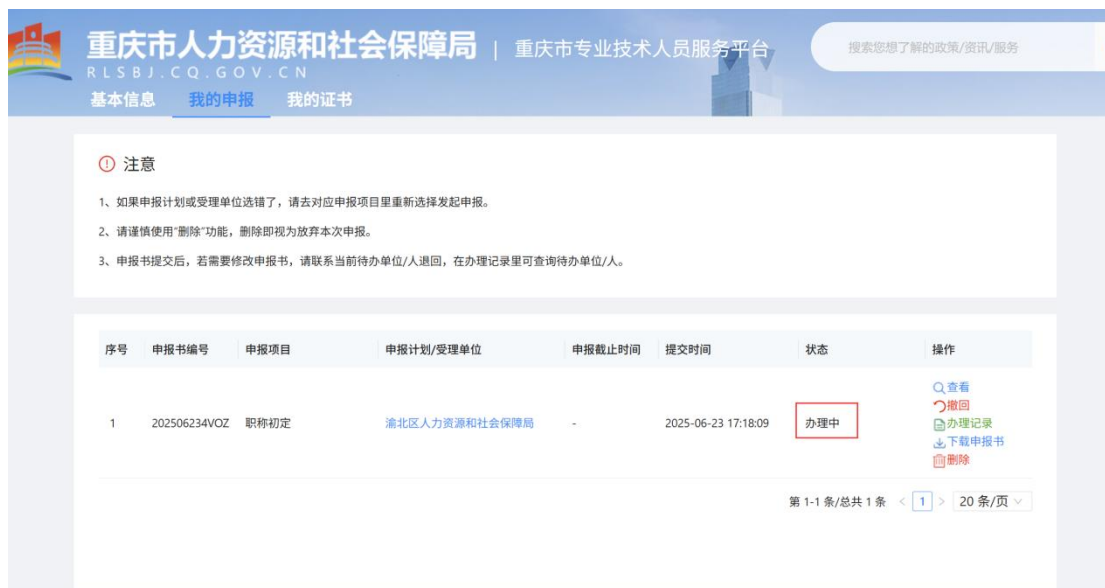 重庆市人力资源和社会保障局 | 重庆市专业技术人员服务平台 搜索您想了解的政策/资讯/服务
RLSBJ.CQ.GOV.CN
基本信息 我的申报 我的证书
注意
1、如果申报计划或受理单位选错了，请去对应申报项目里重新选择发起申报。
2、请谨慎使用“删除”功能，删除即视为放弃本次申报。
3、申报书提交后，若需要修改申报书，请联系当前待办单位/人退回，在办理记录里可查询待办单位/人。
序号 申报书编号 申报项目 申报计划/受理单位 申报截止时间 提交时间 状态 操作
1 202506234VOZ 职称初定 渝北区人力资源和社会保障局 - 2025-06-23 17:18:09 办理中
查看
撤回
办理记录
下载申报书
删除
第 1-1 条/总共 1 条 < 1 > 20 条/页